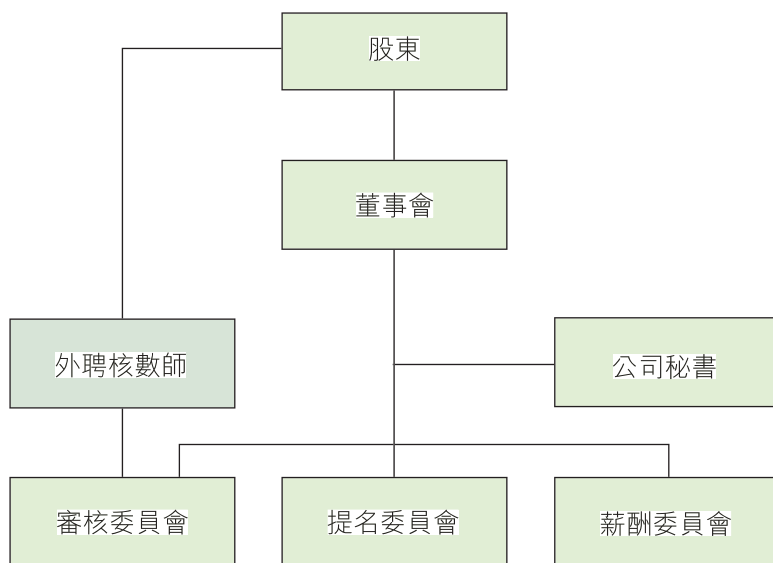 股東
董事會
外聘核數師
公司秘書
審核委員會
提名委員會
薪酬委員會